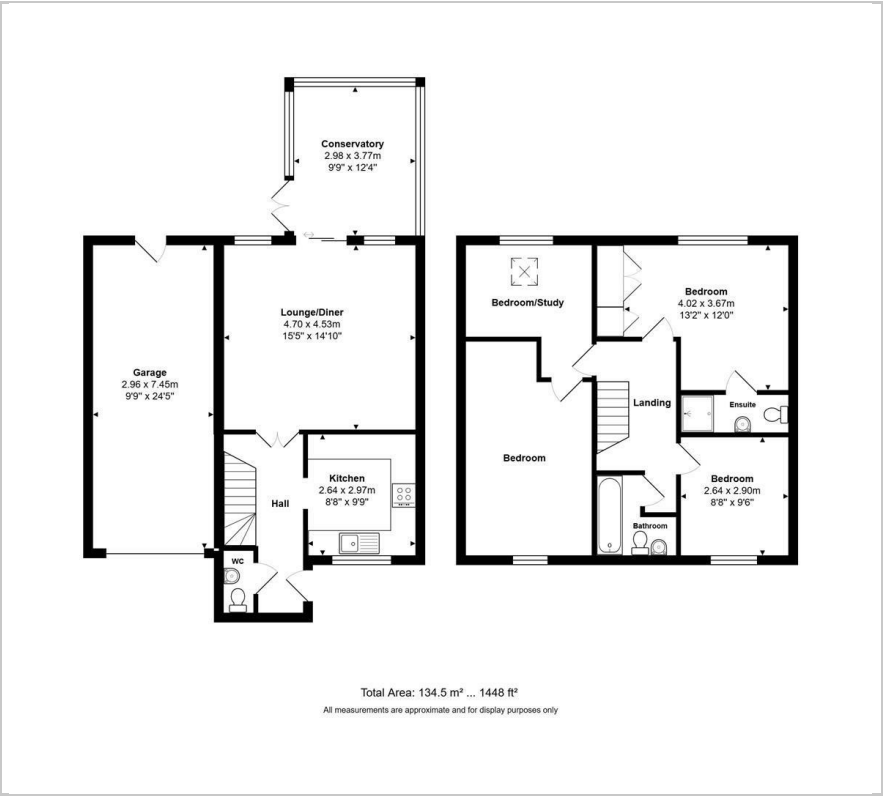 Conservatory
2.98 x 3.77m
9'9" x 12'4"
Lounge/Diner
4.70 x 4.53m
15'5" x 14'10"
Garage
2.96 x 7.45m
9'9" x 24'5"
Kitchen
2.64 x 2.97m
8'8" x 9'9"
Hall
WC
Bedroom/Study
Bedroom
4.02 x 3.67m
13'2" x 12'0"
Landing
Ensuite
Bedroom
Bedroom
2.64 x 2.90m
8'8" x 9'6"
Bathroom
Total Area: 134.5 m² ... 1448 ft²
All measurements are approximate and for display purposes only